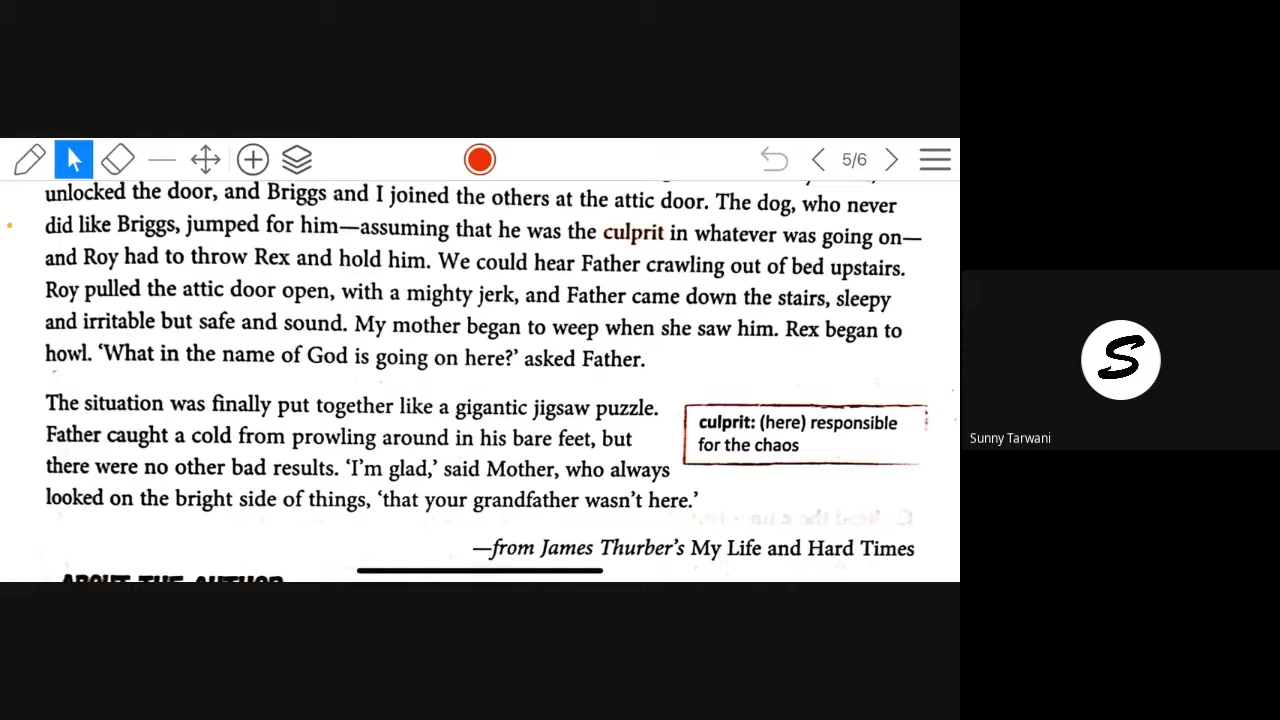 5/6
unlocked the door, and Briggs and I joined the others at the attic door. The dog, who never
did like Briggs, jumped for him—assuming that he was the culprit in whatever was going on—
and Roy had to throw Rex and hold him. We could hear Father crawling out of bed upstairs.
Roy pulled the attic door open, with a mighty jerk, and Father came down the stairs, sleepy
and irritable but safe and sound. My mother began to weep when she saw him. Rex began to
howl. ‘What in the name of God is going on here?’ asked Father.
The situation was finally put together like a gigantic jigsaw puzzle.
Father caught a cold from prowling around in his bare feet, but
there were no other bad results. ‘I'm glad,’ said Mother, who always
looked on the bright side of things, ‘that your grandfather wasn't here.’
culprit: (here) responsible
for the chaos
—from James Thurber's My Life and Hard Times
ABOUT THE AUTHOR
S
Sunny Tarwani